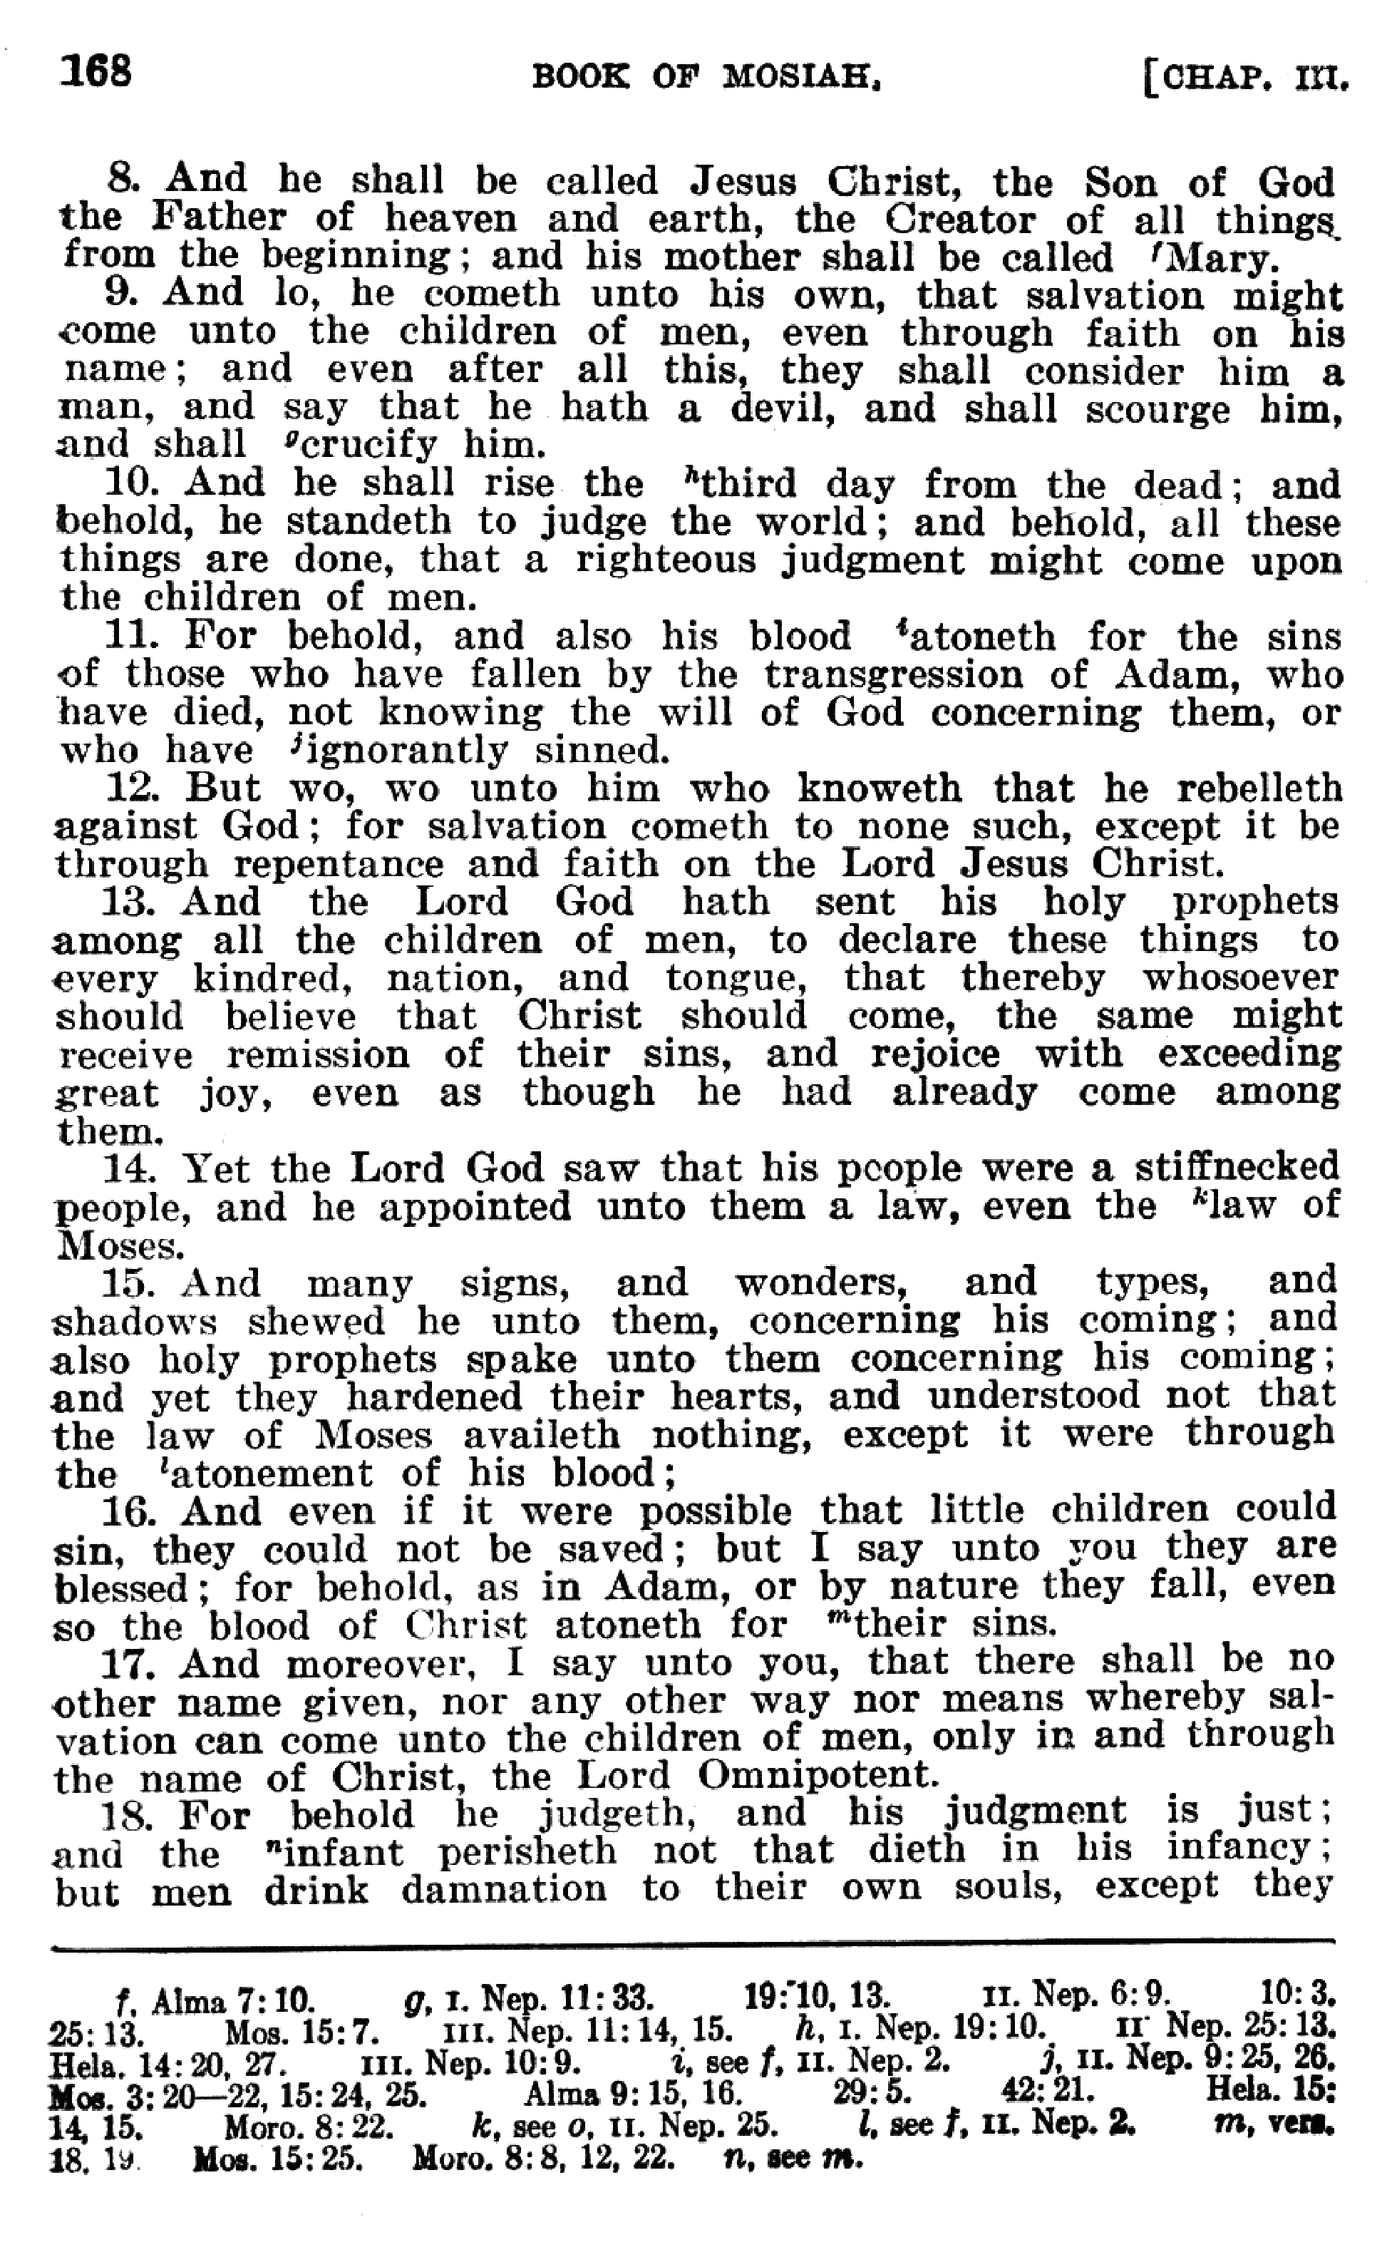 168 BOOK OF MOSIAH. [CHAP. III.
8. And he shall be called Jesus Christ, the Son of God
the Father of heaven and earth, the Creator of all things
from the beginning; and his mother shall be called fMary.
9. And lo, he cometh unto his own, that salvation might
come unto the children of men, even through faith on his
name; and even after all this, they shall consider him a
man, and say that he hath a devil, and shall scourge him,
and shall gcrucify him.
10. And he shall rise the hthird day from the dead; and
behold, he standeth to judge the world; and behold, all these
things are done, that a righteous judgment might come upon
the children of men.
11. For behold, and also his blood iatoneth for the sins
of those who have fallen by the transgression of Adam, who
have died, not knowing the will of God concerning them, or
who have jignorantly sinned.
12. But wo, wo unto him who knoweth that he rebelleth
against God; for salvation cometh to none such, except it be
through repentance and faith on the Lord Jesus Christ.
13. And the Lord God hath sent his holy prophets
among all the children of men, to declare these things to
every kindred, nation, and tongue, that thereby whosoever
should believe that Christ should come, the same might
receive remission of their sins, and rejoice with exceeding
great joy, even as though he had already come among
them.
14. Yet the Lord God saw that his people were a stiffnecked
people, and he appointed unto them a law, even the klaw of
Moses.
15. And many signs, and wonders, and types, and
shadows shewed he unto them, concerning his coming; and
also holy prophets spake unto them concerning his coming;
and yet they hardened their hearts, and understood not that
the law of Moses availeth nothing, except it were through
the latonement of his blood;
16. And even if it were possible that little children could
sin, they could not be saved; but I say unto you they are
blessed; for behold, as in Adam, or by nature they fall, even
so the blood of Christ atoneth for mtheir sins.
17. And moreover, I say unto you, that there shall be no
other name given, nor any other way nor means whereby sal-
vation can come unto the children of men, only in and through
the name of Christ, the Lord Omnipotent.
18. For behold he judgeth, and his judgment is just;
and the ninfant perisheth not that dieth in his infancy;
but men drink damnation to their own souls, except they
f, Alma 7:10. g, I. Nep. 11:33. 19:10, 13. II. Nep. 6:9. 10:3.
25:13. Mos. 15:7. III. Nep. 11:14, 15. h, I. Nep. 19:10. II Nep. 25:13.
Hela. 14:20, 27. III. Nep. 10:9. i, see f, II. Nep. 2. j, II. Nep. 9:25, 26.
Mos. 3:20—22, 15:24, 25. Alma 9:15, 16. 29:5. 42:21. Hela. 15:
14, 15. Moro. 8:22. k, see o, II. Nep. 25. l, see f, II. Nep. 2. m, vers.
18, 19. Mos. 15:25. Moro. 8:8, 12, 22. n, see m.